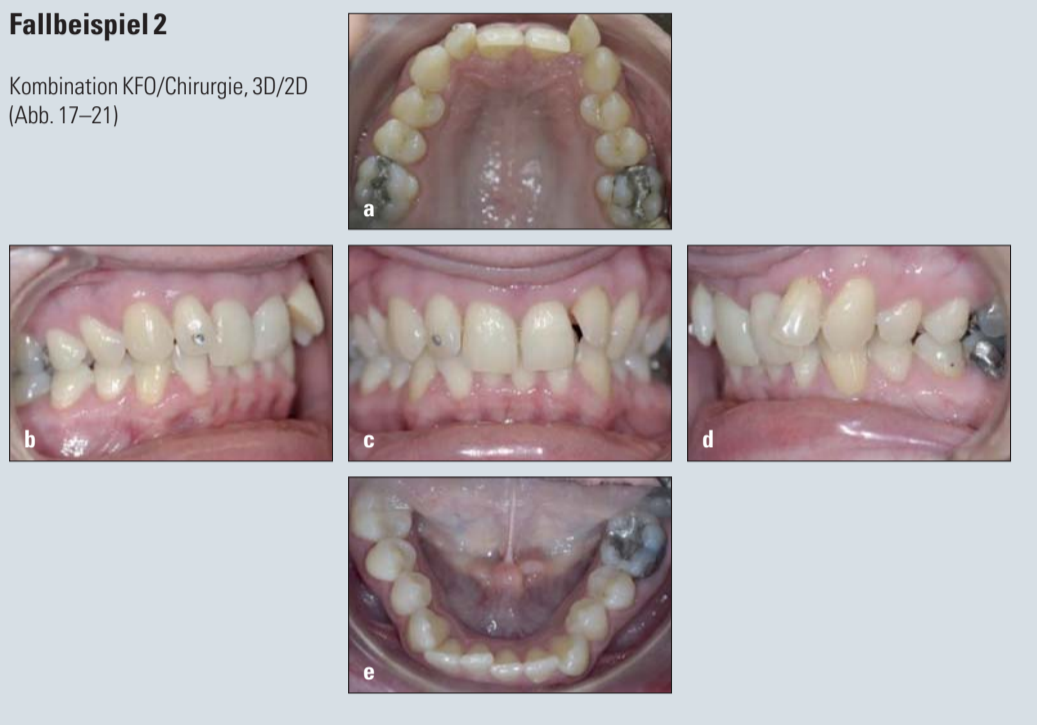 Fallbeispiel 2
Kombination KFO/Chirurgie, 3D/2D
(Abb. 17–21)
a
b
c
d
e